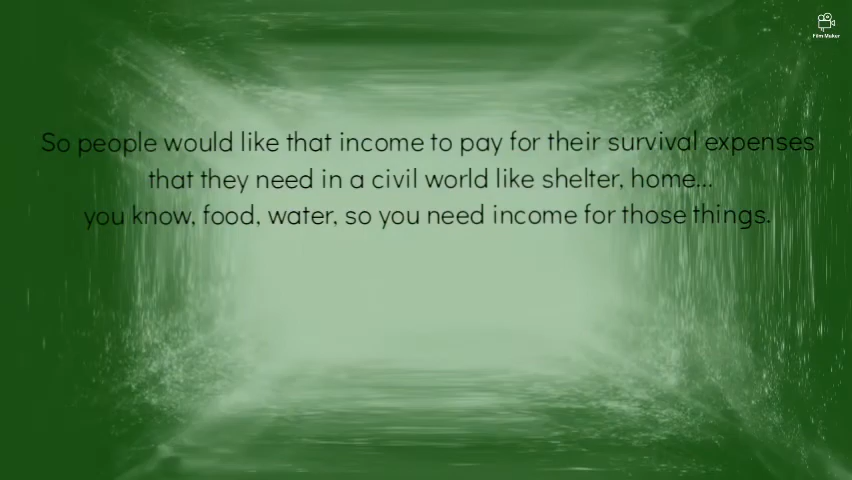 Film Maker
So people would like that income to pay for their survival expenses
that they need in a civil world like shelter, home...
you know, food, water, so you need income for those things.